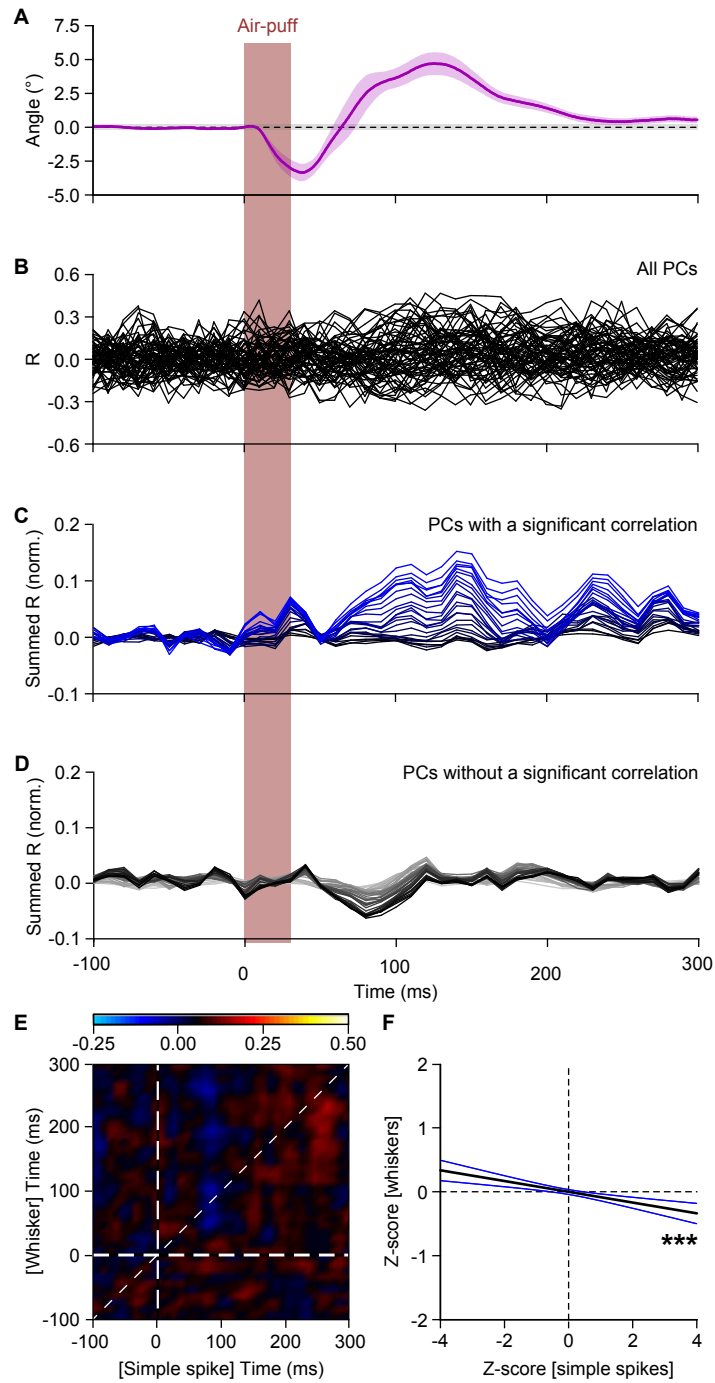 A
Air-puff
7.5
5.0
2.5
0.0
-2.5
-5.0
Angle (°)
B
All PCs
0.6
0.3
0.0
-0.3
-0.6
R
C
PCs with a significant correlation
0.2
0.1
0.0
-0.1
Summed R (norm.)
D
PCs without a significant correlation
0.2
0.1
0.0
-0.1
Summed R (norm.)
-100 0 100 200 300
Time (ms)
E
-0.25 0.00 0.25 0.50
300
200
100
0
-100
[Whisker] Time (ms)
-100 0 100 200 300
[Simple spike] Time (ms)
F
2
1
0
-1
-2
Z-score [whiskers]
***
-4 -2 0 2 4
Z-score [simple spikes]